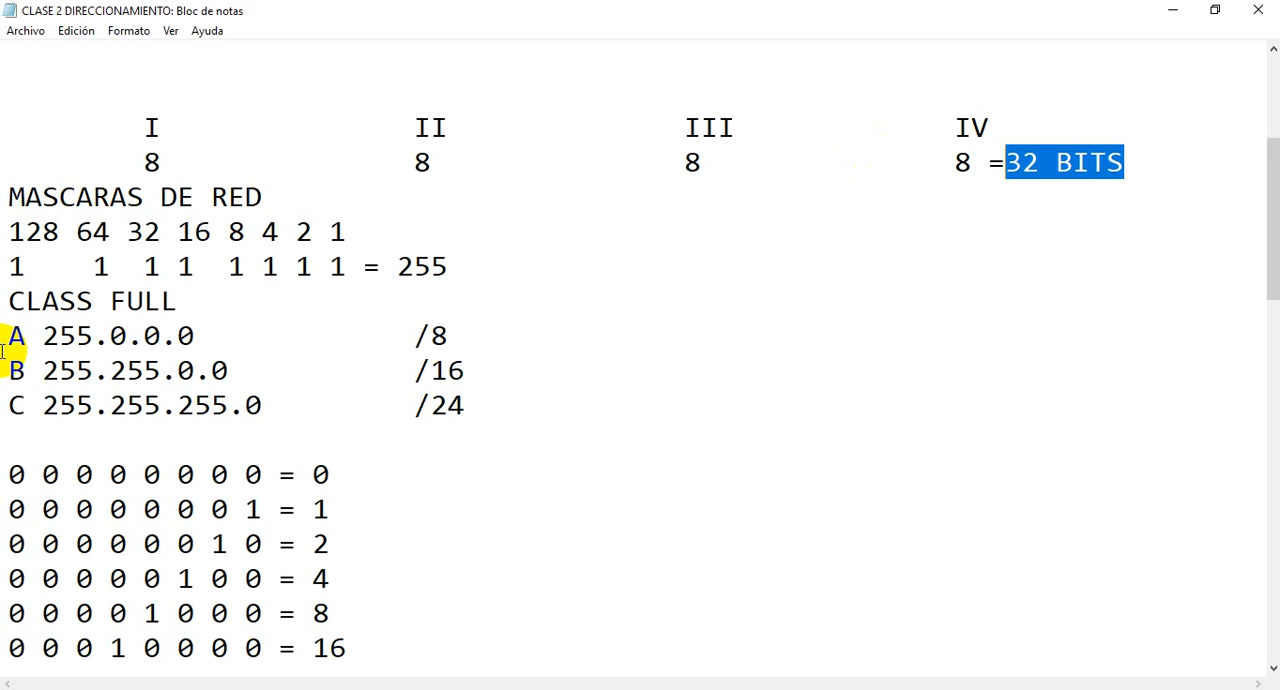 CLASE 2 DIRECCIONAMIENTO: Bloc de notas
Archivo Edición Formato Ver Ayuda
I II III IV
8 8 8 8 =32 BITS
MASCARAS DE RED
128 64 32 16 8 4 2 1
1 1 1 1 1 1 1 1 = 255
CLASS FULL
A 255.0.0.0 /8
B 255.255.0.0 /16
C 255.255.255.0 /24
0 0 0 0 0 0 0 0 = 0
0 0 0 0 0 0 0 1 = 1
0 0 0 0 0 0 1 0 = 2
0 0 0 0 0 1 0 0 = 4
0 0 0 0 1 0 0 0 = 8
0 0 0 1 0 0 0 0 = 16